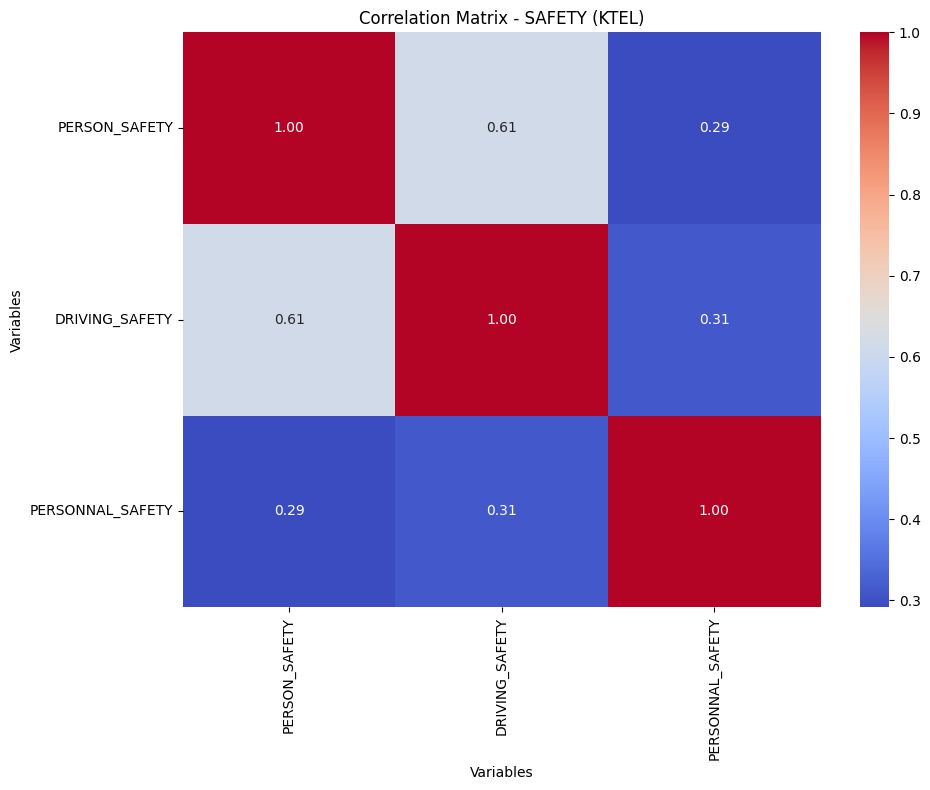 Correlation Matrix - SAFETY (KTEL)
Variables
PERSON_SAFETY
1.00 0.61 0.29
DRIVING_SAFETY
0.61 1.00 0.31
PERSONNAL_SAFETY
0.29 0.31 1.00
PERSON_SAFETY
DRIVING_SAFETY
PERSONNAL_SAFETY
Variables
1.0
0.9
0.8
0.7
0.6
0.5
0.4
0.3